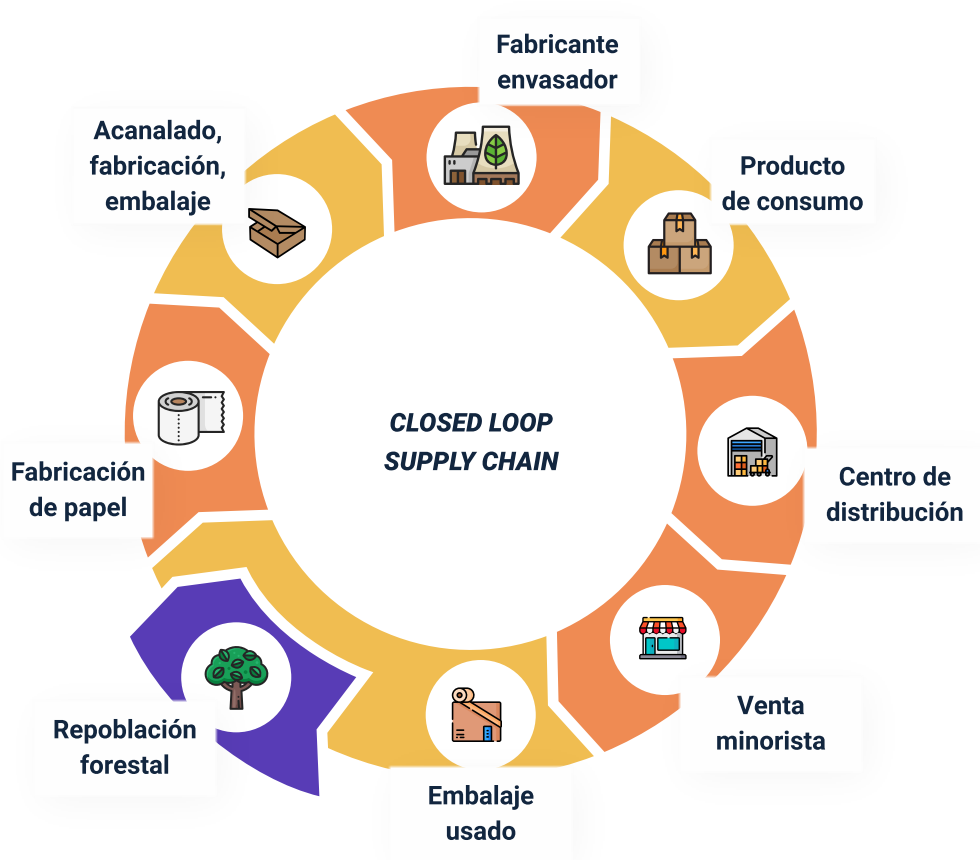 Fabricante
envasador
Acanalado,
fabricación,
embalaje
Producto
de consumo
CLOSED LOOP
SUPPLY CHAIN
Fabricación
de papel
Centro de
distribución
Venta
minorista
Repoblación
forestal
Embalaje
usado